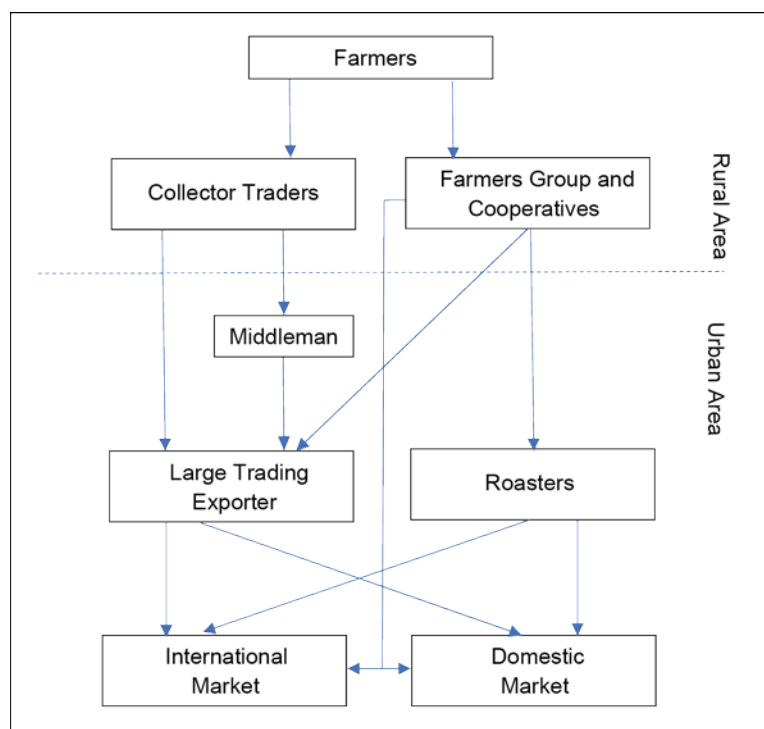 Farmers
Collector Traders
Farmers Group and
Cooperatives
Rural Area
Middleman
Urban Area
Large Trading
Exporter
Roasters
International
Market
Domestic
Market